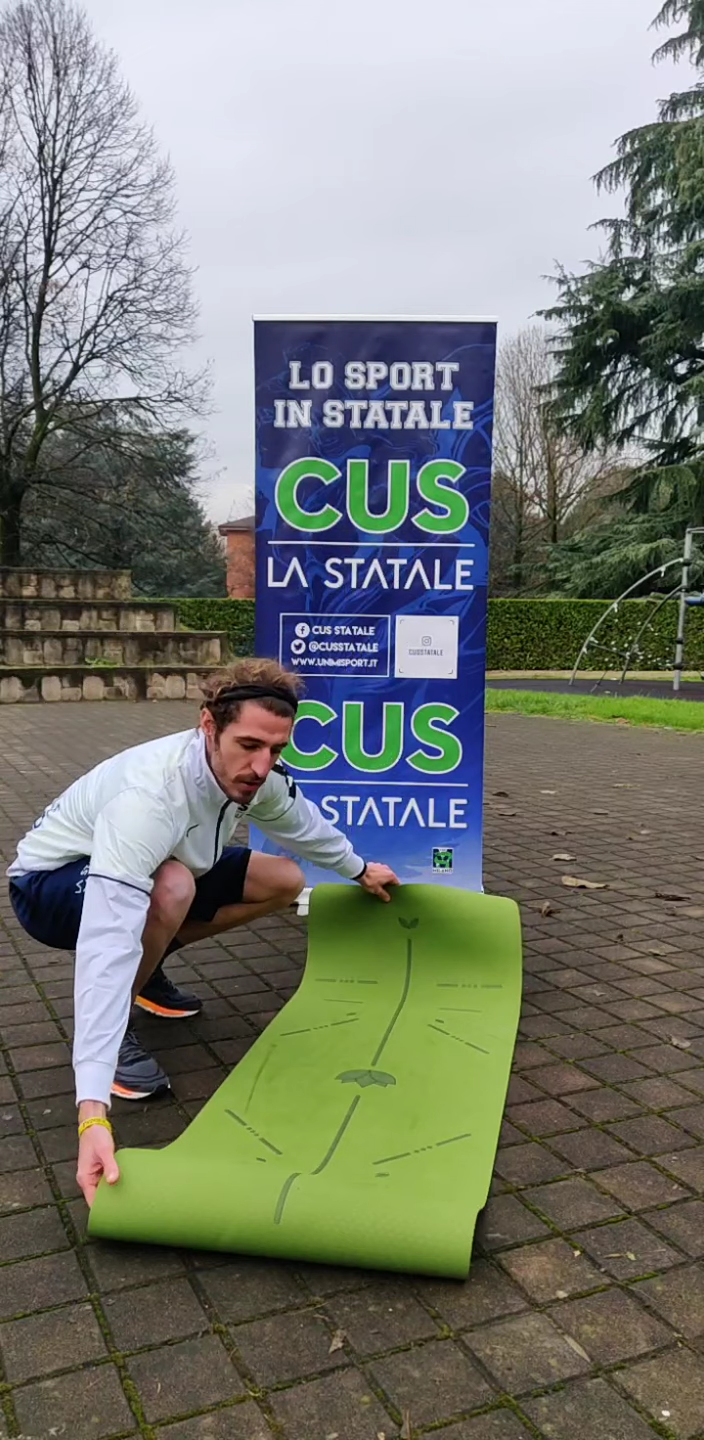 LO SPORT
IN STATALE
CUS
LA STATALE
CUS STATALE
@CUSSTATALE
WWW.UNIMISPORT.IT
CUSSTATALE
CUS
STATALE